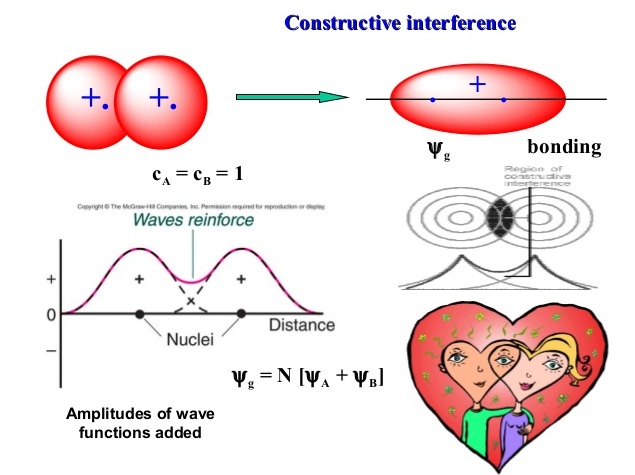 Constructive interference
+. +.
+
ψg bonding
cA = cB = 1
Region of
constructive
interference
Copyright © The McGraw-Hill Companies, Inc. Permission required for reproduction or display.
Waves reinforce
+
+ +
0
Distance
Nuclei
–
ψg = N [ψA + ψB]
Amplitudes of wave
functions added